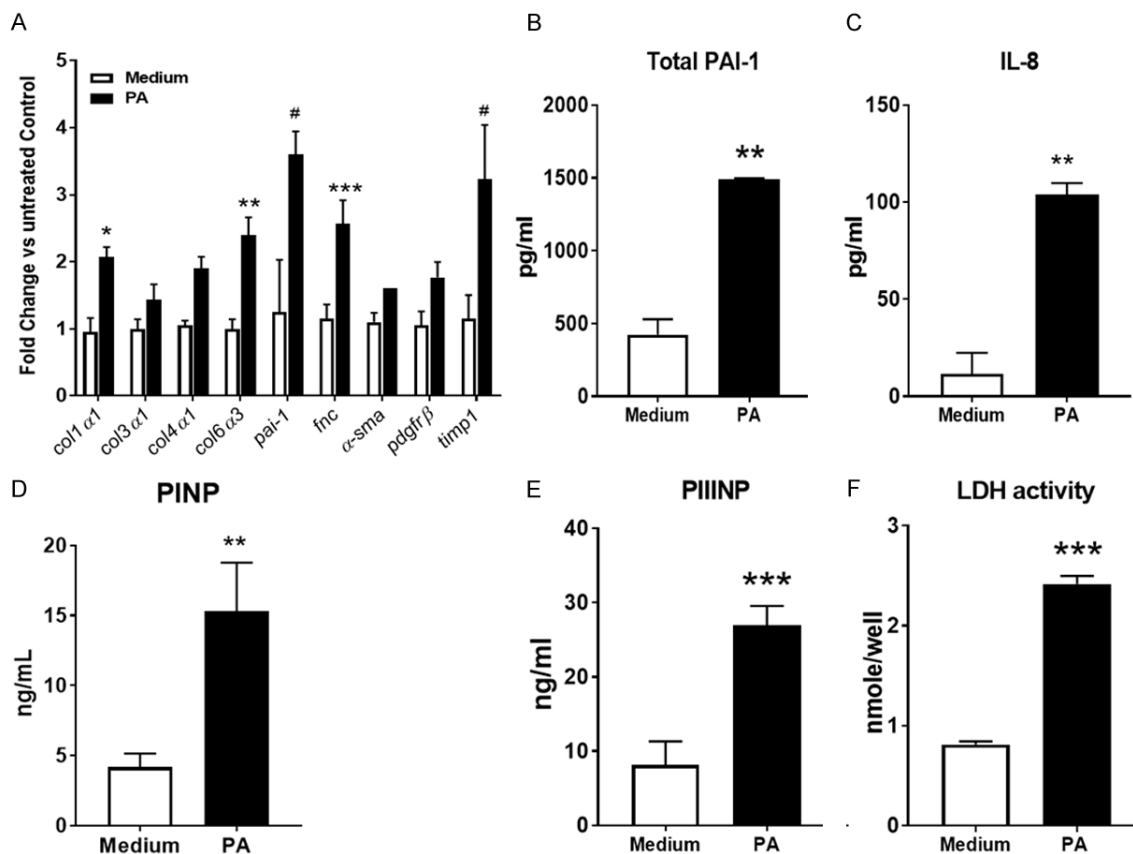 A
Fold Change vs untreated Control
5
4
3
2
1
0
Medium
PA
*
**
#
***
#
col1α1
col3α1
col4α1
col6α3
pai-1
fnc
α-sma
pdgfrβ
timp1
B
Total PAI-1
pg/ml
2000
1500
1000
500
0
**
Medium
PA
C
IL-8
pg/ml
150
100
50
0
**
Medium
PA
D
PINP
ng/mL
20
15
10
5
0
**
Medium
PA
E
PIIINP
ng/ml
40
30
20
10
0
***
Medium
PA
F
LDH activity
nmole/well
3
2
1
0
***
Medium
PA